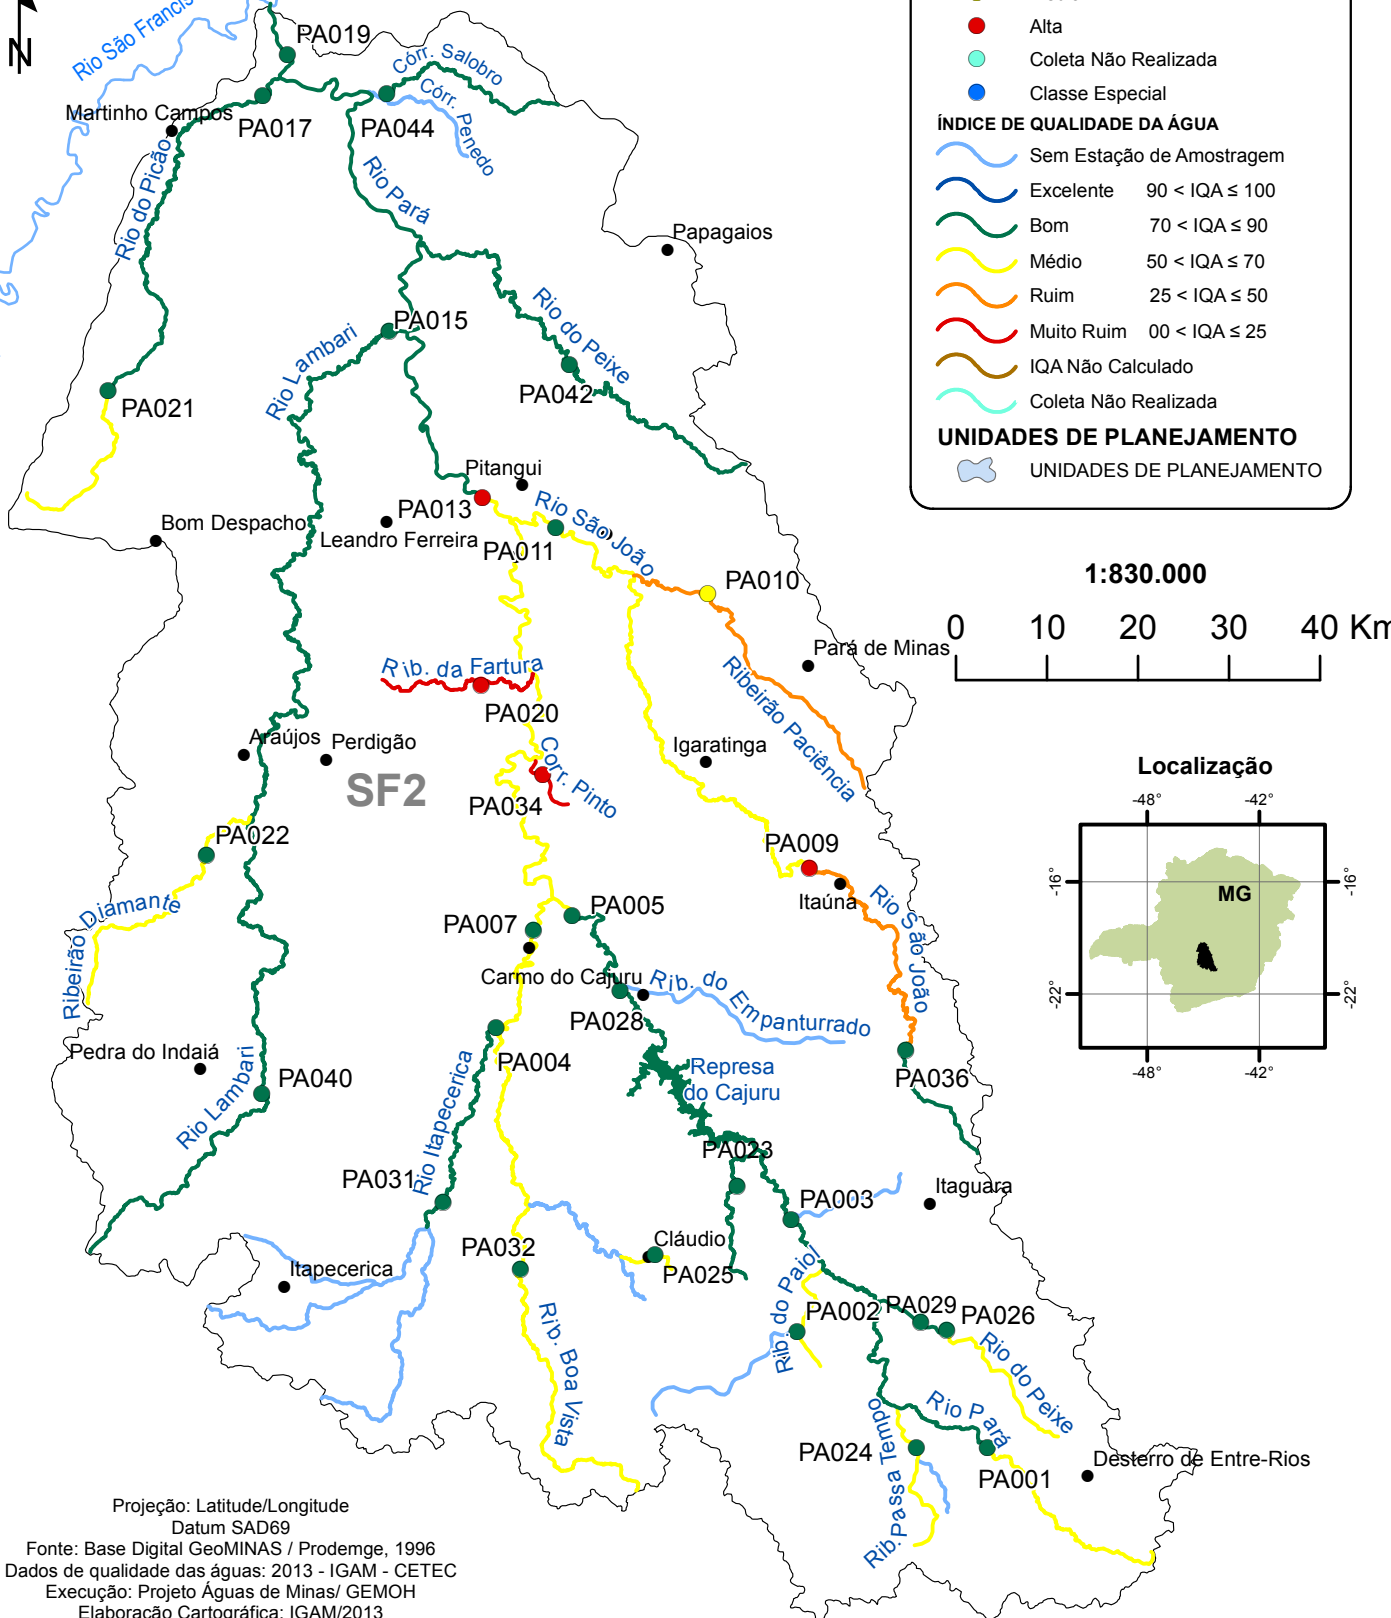 N
Rio São Francis
PA019
Córr. Salobro
Córr. Penedo
Martinho Campos
PA017
PA044
Rio do Picão
Rio Pará
Papagaios
Rio do Peixe
PA015
Rio Lambari
PA042
PA021
Pitangui
PA013
Rio São João
Bom Despacho
Leandro Ferreira
PA011
PA010
Pará de Minas
Rib. da Fartura
PA020
Ribeirão Paciência
Araújos
Perdigão
SF2
Igaratinga
Corr. Pinto
PA034
PA022
PA009
Itaúna
Ribeirão Diamante
PA007
PA005
Rio São João
Carmo do Cajuru
Rib. do Empanturrado
PA028
Pedra do Indaiá
PA004
Represa
do Cajuru
PA036
Rio Lambari
PA040
Rio Itapecerica
PA023
PA031
PA003
Itaguara
PA032
Cláudio
PA025
Itapecerica
Rib. do Paiol
PA002
PA029
PA026
Rib. Boa Vista
Rio do Peixe
Rio Pará
Rib. Passa Tempo
PA024
PA001
Desterro de Entre-Rios
Alta
Coleta Não Realizada
Classe Especial
ÍNDICE DE QUALIDADE DA ÁGUA
Sem Estação de Amostragem
Excelente 90 < IQA ≤ 100
Bom 70 < IQA ≤ 90
Médio 50 < IQA ≤ 70
Ruim 25 < IQA ≤ 50
Muito Ruim 00 < IQA ≤ 25
IQA Não Calculado
Coleta Não Realizada
UNIDADES DE PLANEJAMENTO
UNIDADES DE PLANEJAMENTO
1:830.000
0 10 20 30 40 Km
Localização
-48° -42°
-16° -16°
MG
-22° -22°
-48° -42°
Projeção: Latitude/Longitude
Datum SAD69
Fonte: Base Digital GeoMINAS / Prodemge, 1996
Dados de qualidade das águas: 2013 - IGAM - CETEC
Execução: Projeto Águas de Minas/ GEMOH
Elaboração Cartográfica: IGAM/2013